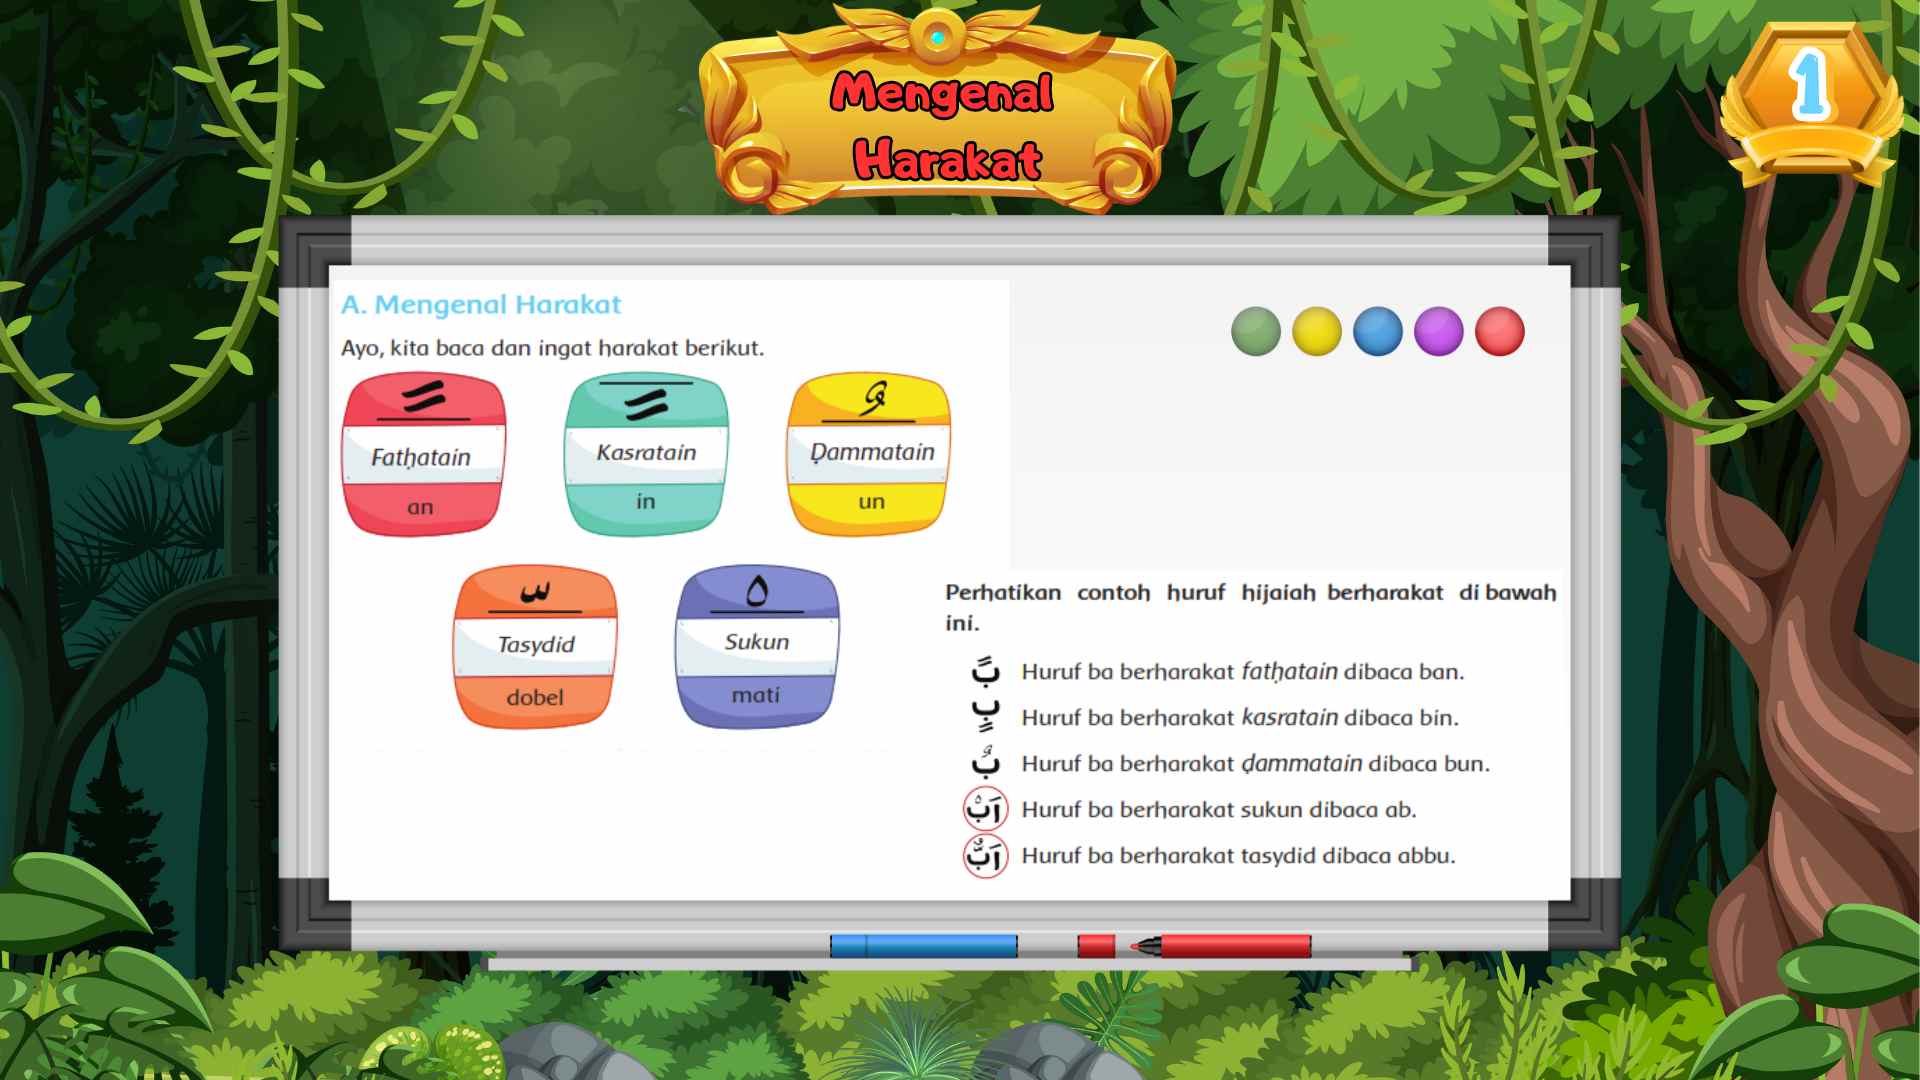 Mengenal
Harakat
1
A. Mengenal Harakat
Ayo, kita baca dan ingat harakat berikut.
ً
Fatḥatain
an
ٍ
Kasratain
in
ٌ
Ḍammatain
un
ّ
Tasydid
dobel
ْ
Sukun
mati
Perhatikan contoh huruf hijaiah berharakat di bawah
ini.
بً Huruf ba berharakat fatḥatain dibaca ban.
بٍ Huruf ba berharakat kasratain dibaca bin.
بٌ Huruf ba berharakat ḍammatain dibaca bun.
اَبْ Huruf ba berharakat sukun dibaca ab.
اَبُّ Huruf ba berharakat tasydid dibaca abbu.